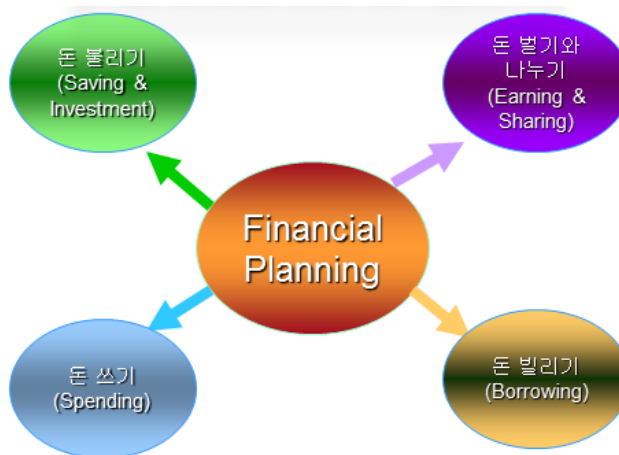 돈 불리기
(Saving &
Investment)
돈 벌기와
나누기
(Earning &
Sharing)
Financial
Planning
돈 쓰기
(Spending)
돈 빌리기
(Borrowing)